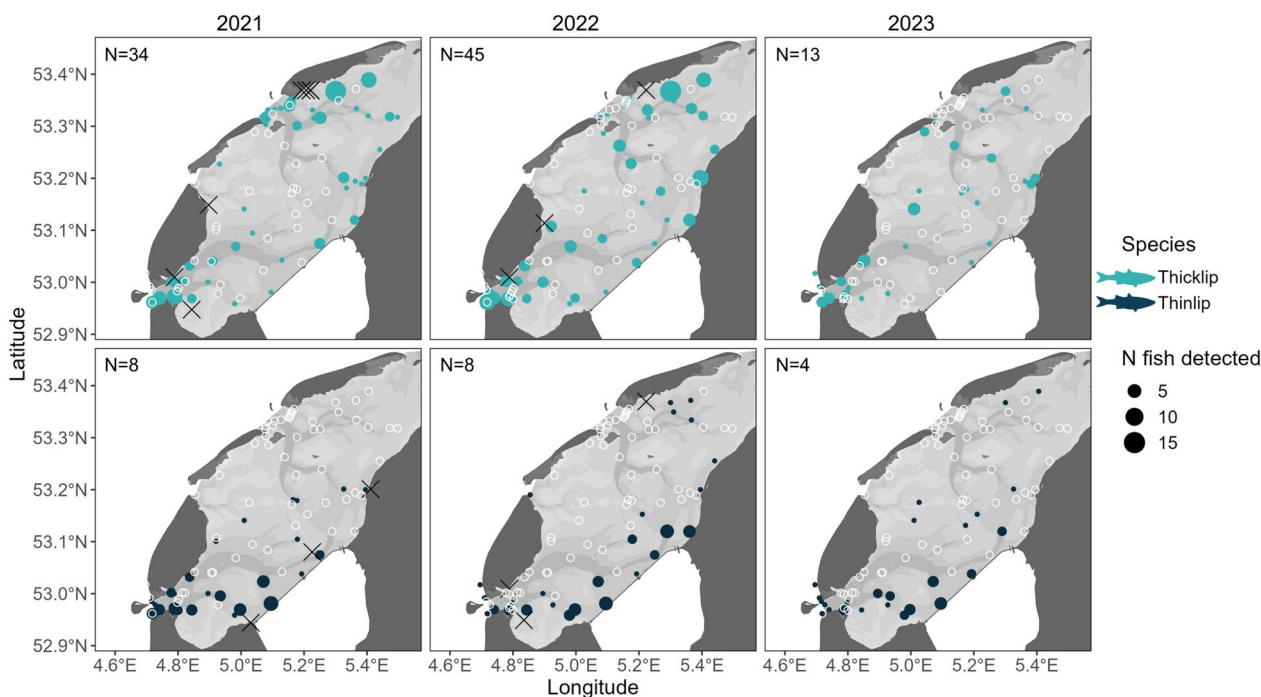 2021 2022 2023
N=34 N=45 N=13
53.4°N
53.3°N
53.2°N
53.1°N
53.0°N
52.9°N
Species
Thicklip
Thinlip
Latitude
N=8 N=8 N=4
53.4°N
53.3°N
53.2°N
53.1°N
53.0°N
52.9°N
N fish detected
5
10
15
4.6°E 4.8°E 5.0°E 5.2°E 5.4°E 4.6°E 4.8°E 5.0°E 5.2°E 5.4°E 4.6°E 4.8°E 5.0°E 5.2°E 5.4°E
Longitude